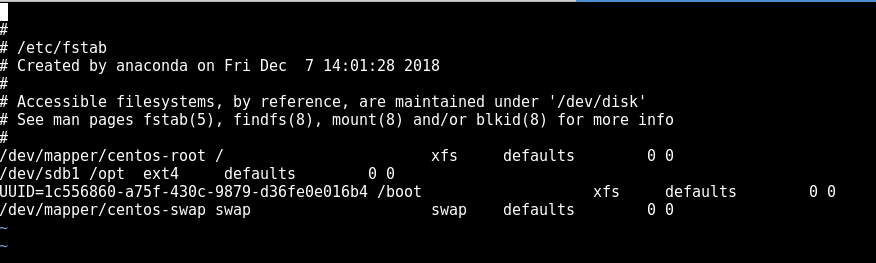 #
# /etc/fstab
# Created by anaconda on Fri Dec  7 14:01:28 2018
#
# Accessible filesystems, by reference, are maintained under '/dev/disk'
# See man pages fstab(5), findfs(8), mount(8) and/or blkid(8) for more info
#
/dev/mapper/centos-root /                       xfs     defaults        0 0
/dev/sdb1 /opt  ext4     defaults           0 0
UUID=1c556860-a75f-430c-9879-d36fe0e016b4 /boot                   xfs     defaults        0 0
/dev/mapper/centos-swap swap                    swap    defaults        0 0
~
~